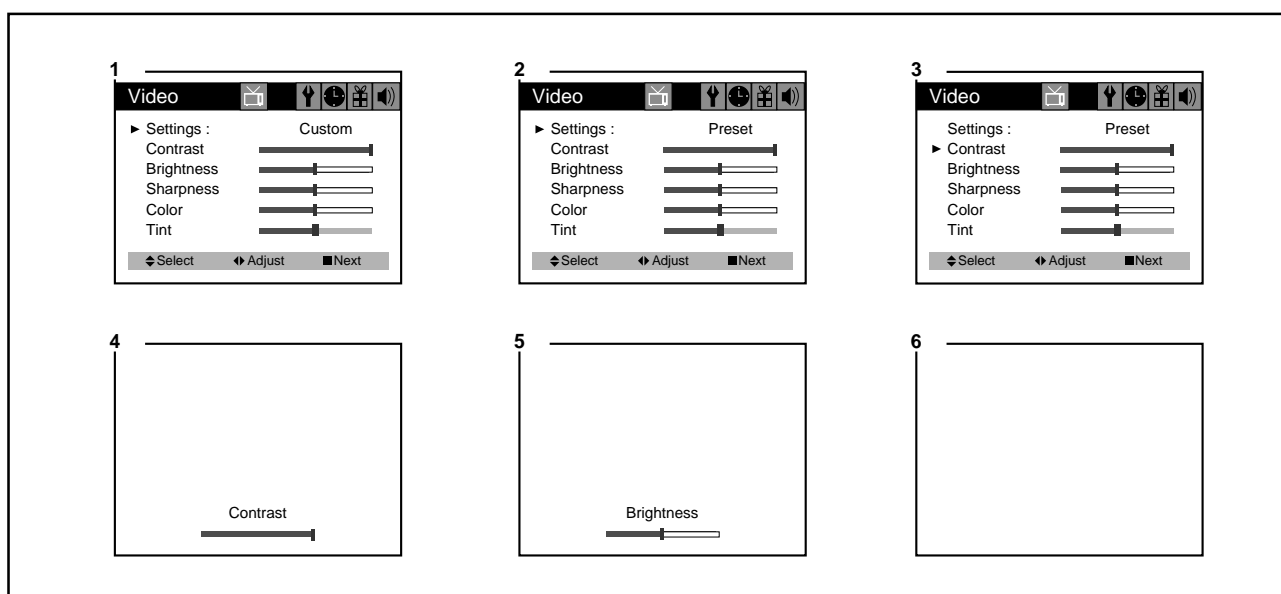 1
Video
► Settings : Custom
Contrast
Brightness
Sharpness
Color
Tint
Select Adjust Next
2
Video
► Settings : Preset
Contrast
Brightness
Sharpness
Color
Tint
Select Adjust Next
3
Video
Settings : Preset
► Contrast
Brightness
Sharpness
Color
Tint
Select Adjust Next
4
Contrast
5
Brightness
6